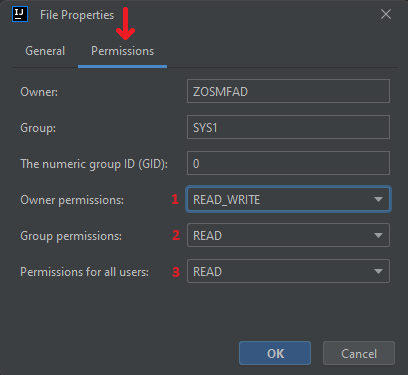 IJ File Properties
General Permissions
Owner: ZOSMFAD
Group: SYS1
The numeric group ID (GID): 0
Owner permissions: 1 READ_WRITE
Group permissions: 2 READ
Permissions for all users: 3 READ
OK Cancel